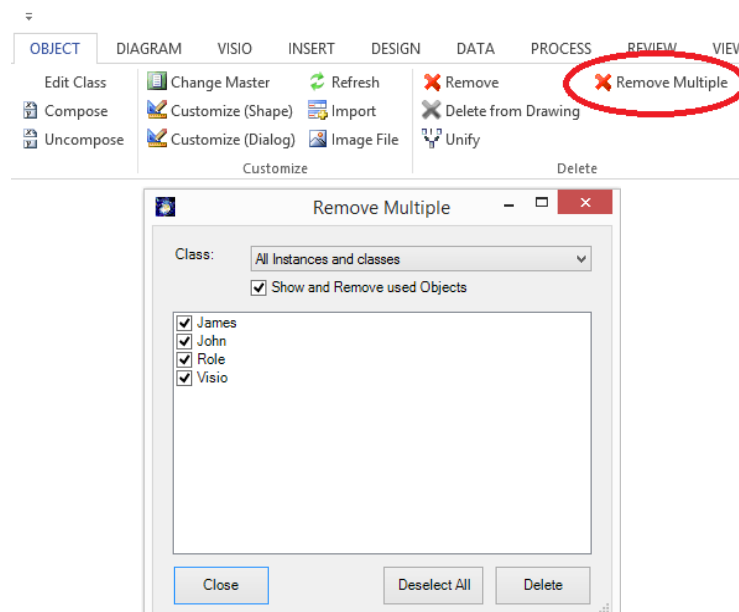 OBJECT DIAGRAM VISIO INSERT DESIGN DATA PROCESS REVIEW VIEW
Edit Class Change Master Refresh Remove Remove Multiple
Compose Customize (Shape) Import Delete from Drawing
Uncompose Customize (Dialog) Image File Unify
Customize Delete
Remove Multiple
Class: All Instances and classes
Show and Remove used Objects
James
John
Role
Visio
Close Deselect All Delete